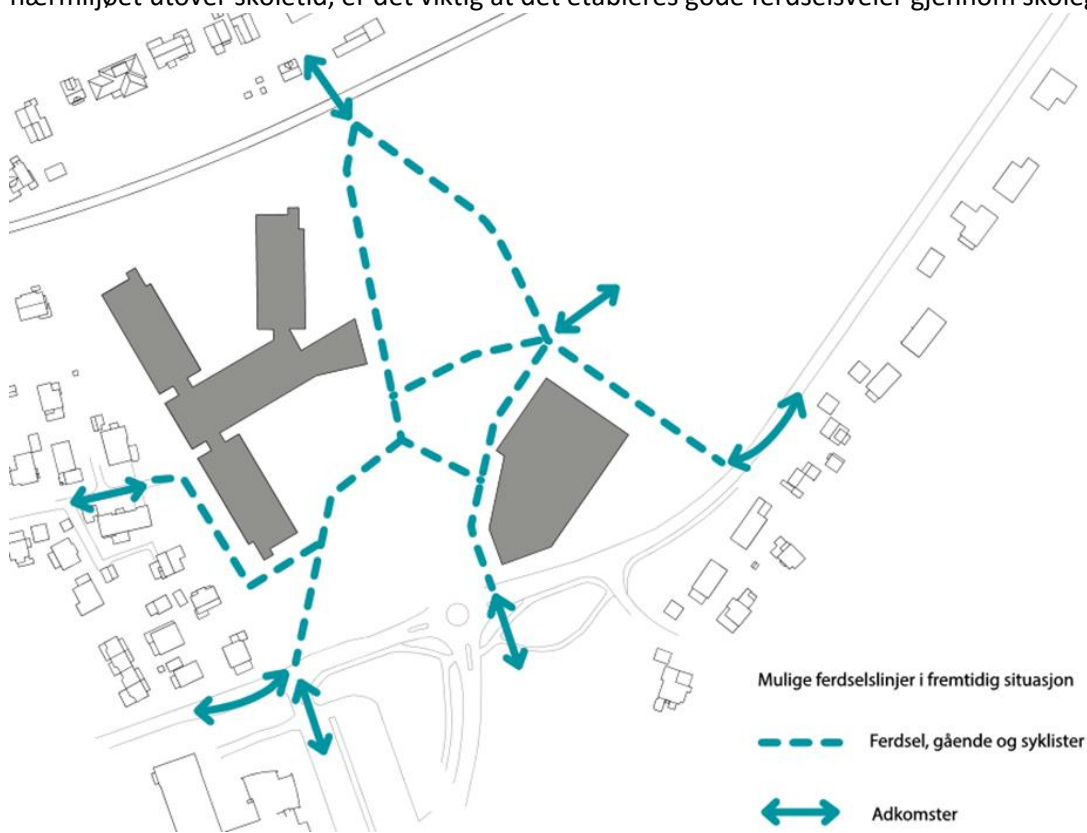 nærmiljøet utover skoletid, er det viktig at det etableres gode ferdselsveier gjennom skoleg
Mulige ferdselslinjer i fremtidig situasjon
Ferdsel, gående og syklister
Adkomster